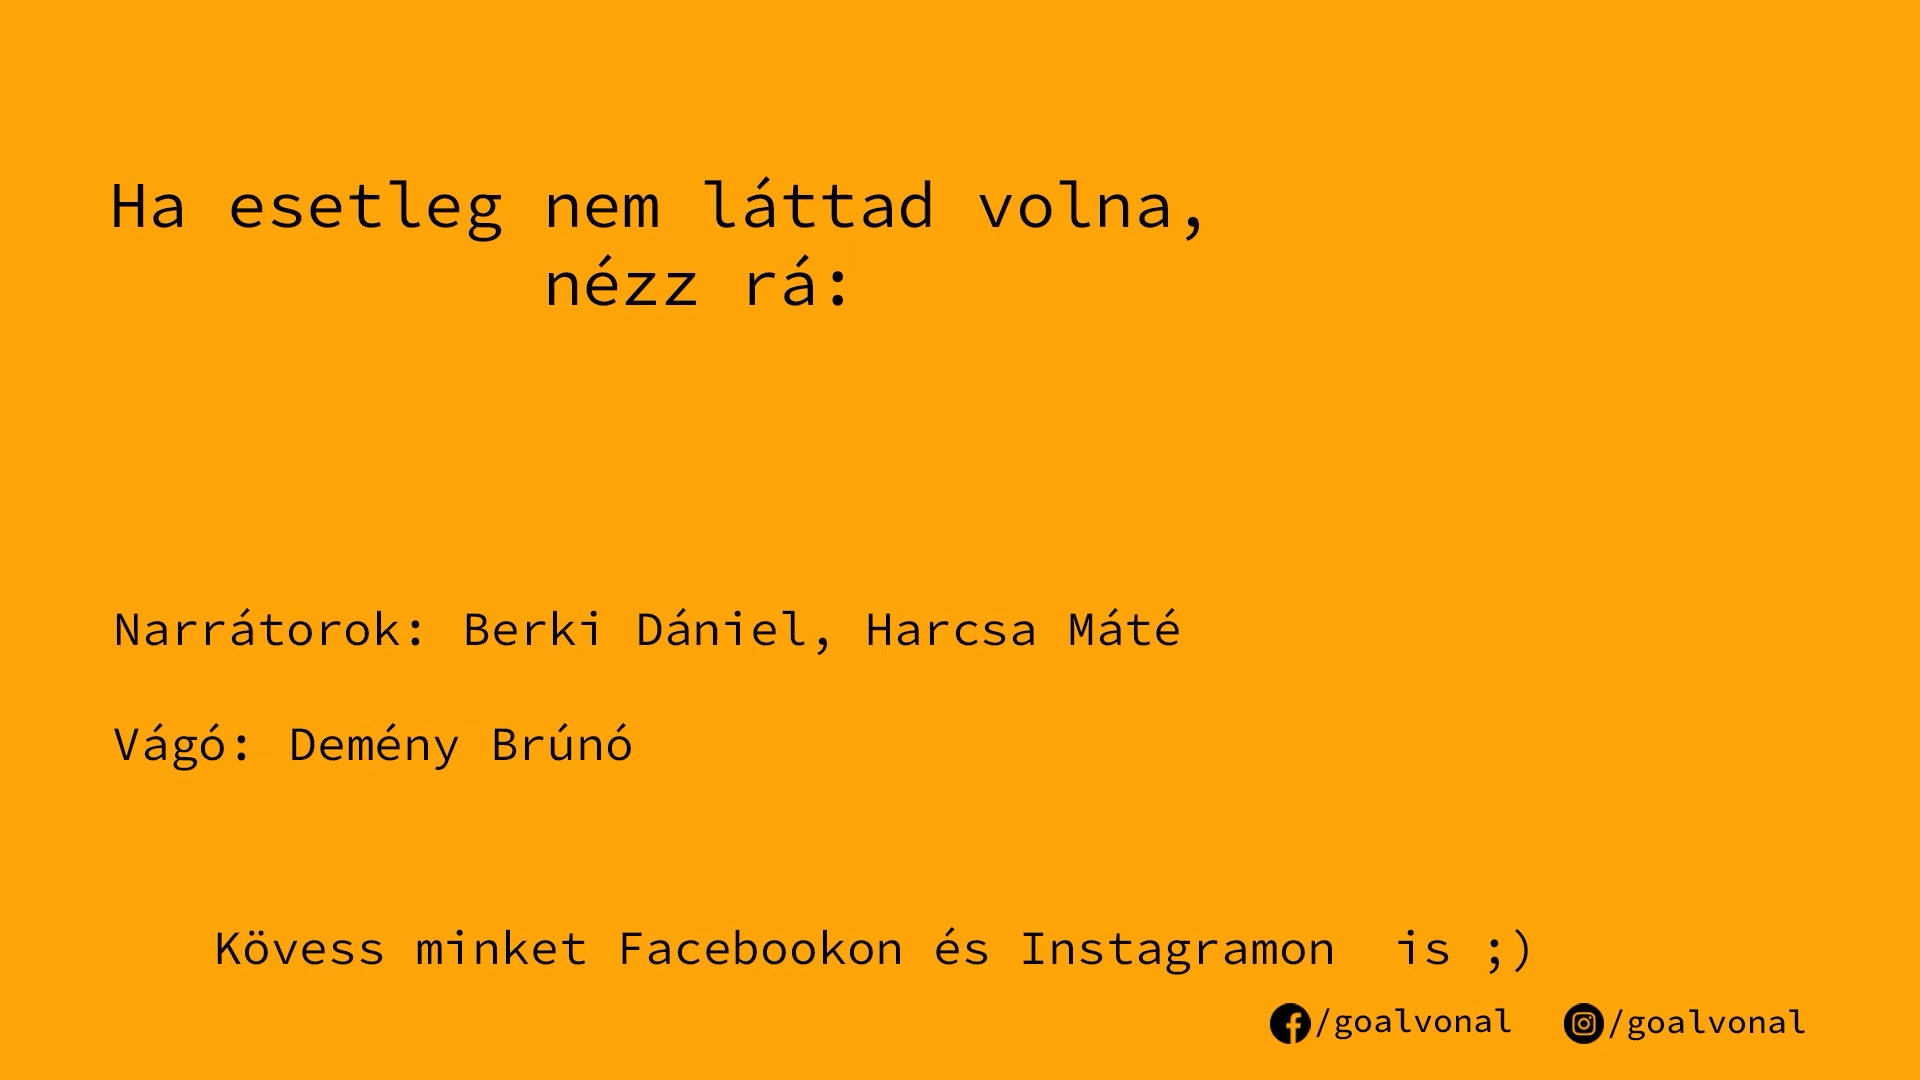 Ha esetleg nem láttad volna,
nézz rá:
Narrátorok: Berki Dániel, Harcsa Máté
Vágó: Demény Brúnó
Kövess minket Facebookon és Instagramon  is ;)
/goalvonal /goalvonal